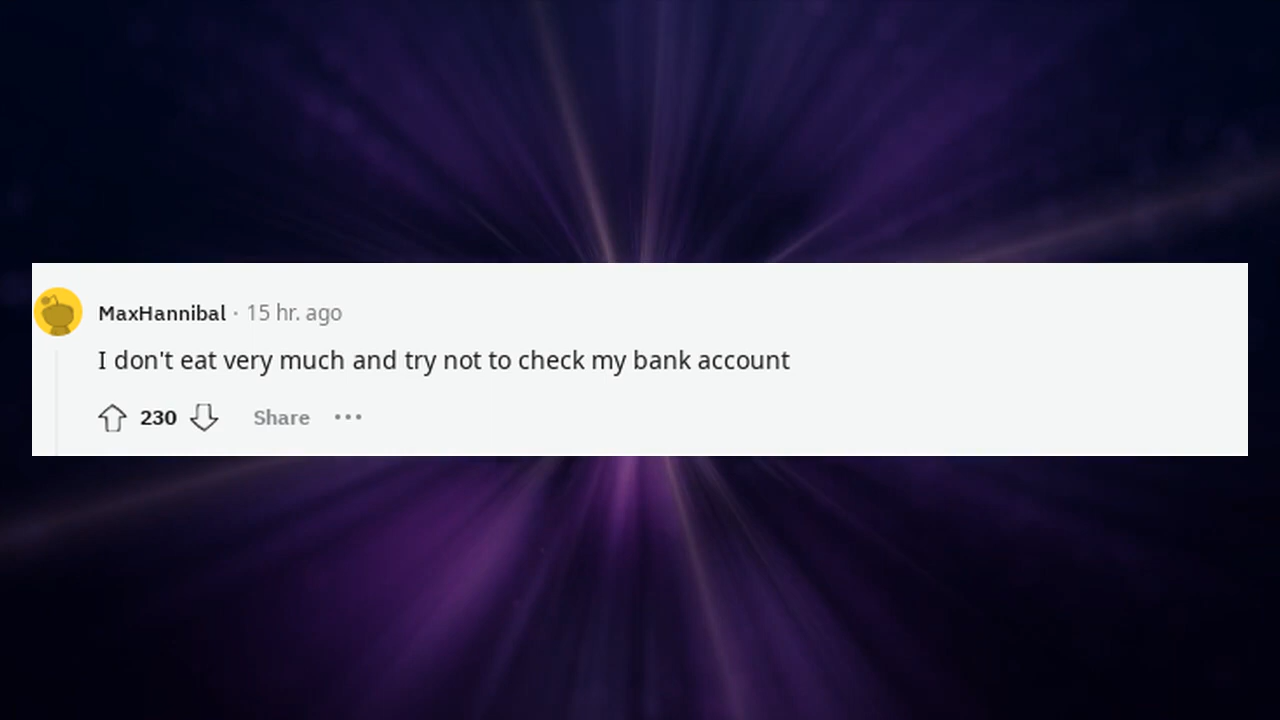 MaxHannibal · 15 hr. ago
I don't eat very much and try not to check my bank account
230 Share ...